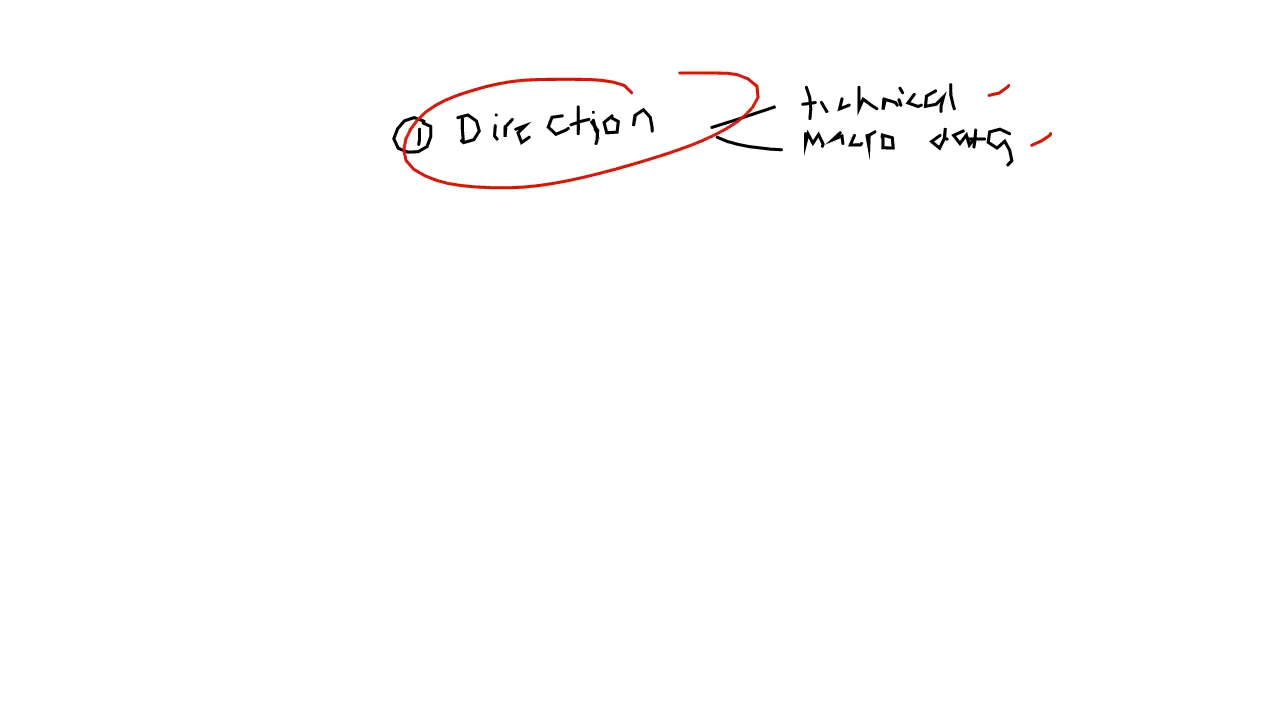 ① Direction
technical
macro data